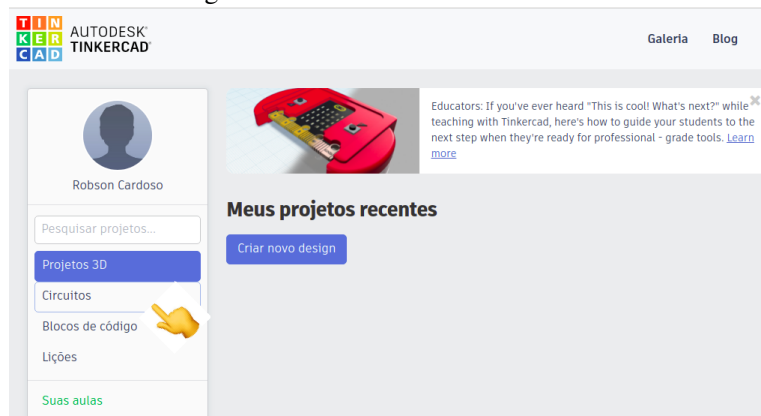 TIN
KER
CAD
AUTODESK
TINKERCAD
Galeria Blog
Educators: If you've ever heard "This is cool! What's next?" while
teaching with Tinkercad, here's how to guide your students to the
next step when they're ready for professional - grade tools. Learn
more
Robson Cardoso
Pesquisar projetos...
Projetos 3D
Circuitos
Blocos de código
Lições
Suas aulas
Meus projetos recentes
Criar novo design